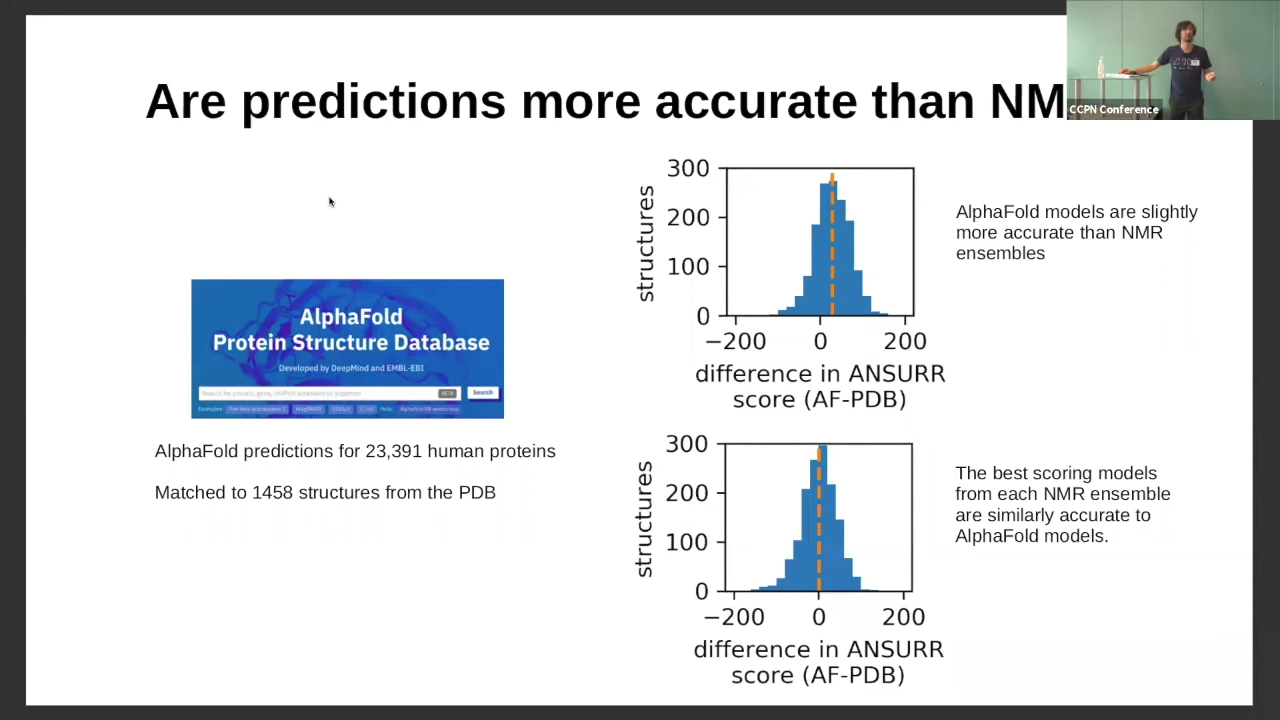 Are predictions more accurate than NM
CCPN Conference
AlphaFold
Protein Structure Database
Developed by DeepMind and EMBL-EBI
BETA
Search
Examples:
Help:
AlphaFold predictions for 23,391 human proteins
Matched to 1458 structures from the PDB
structures
300
200
100
0
−200 0 200
difference in ANSURR
score (AF-PDB)
AlphaFold models are slightly
more accurate than NMR
ensembles
structures
300
200
100
0
−200 0 200
difference in ANSURR
score (AF-PDB)
The best scoring models
from each NMR ensemble
are similarly accurate to
AlphaFold models.